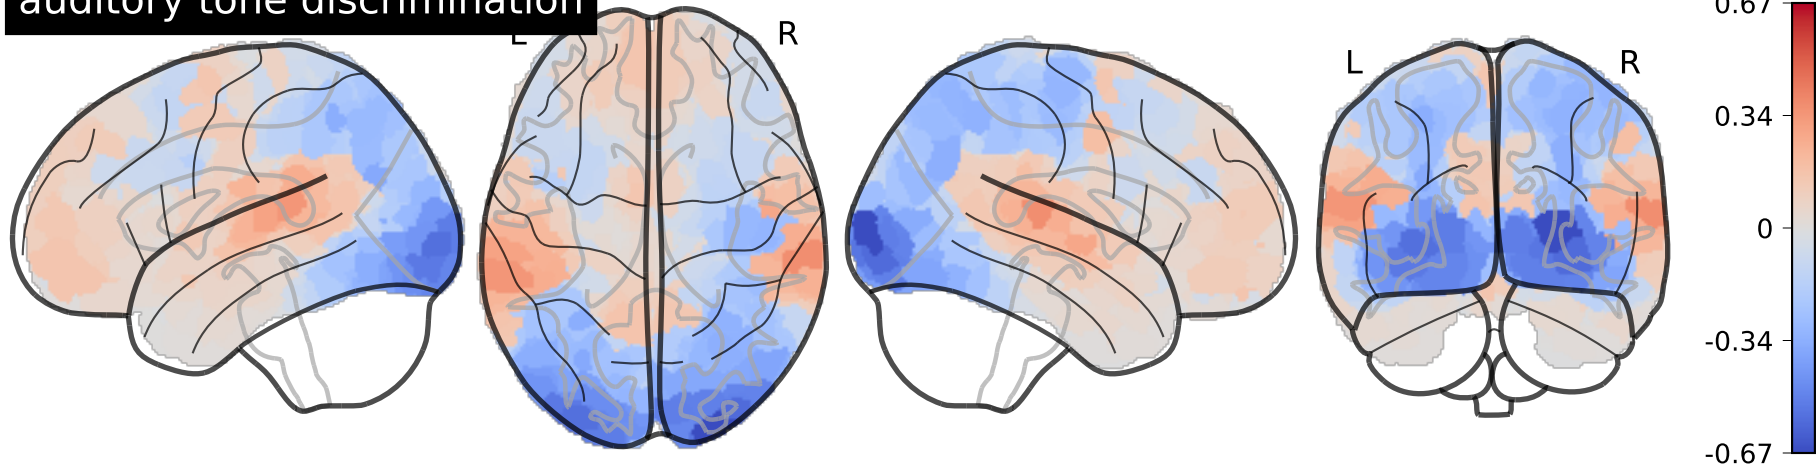 auditory tone discrimination
L
R
L
R
0.67
0.34
0
-0.34
-0.67